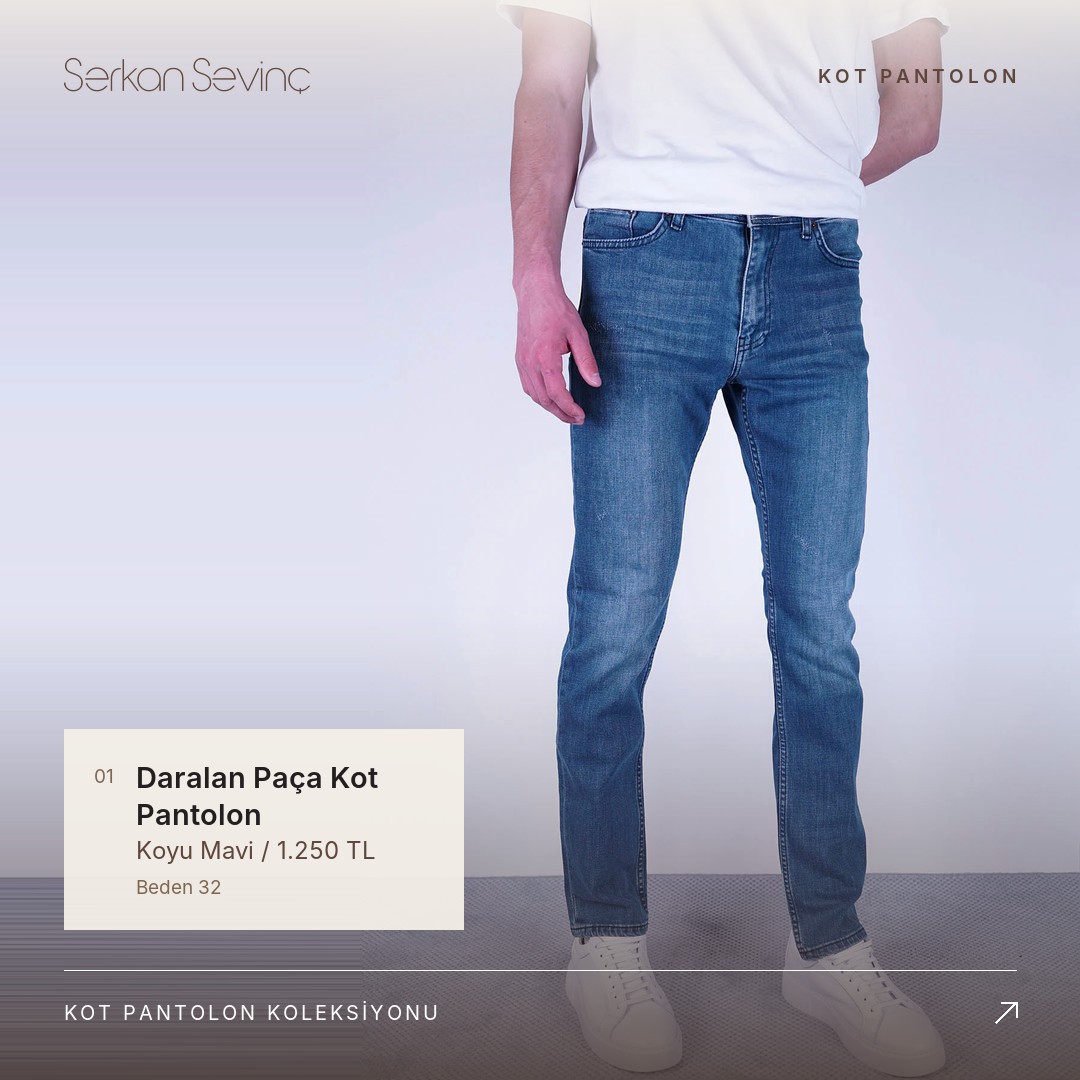 Serkan Sevinç
KOT PANTOLON
01
Daralan Paça Kot
Pantolon
Koyu Mavi / 1.250 TL
Beden 32
KOT PANTOLON KOLEKSİYONU